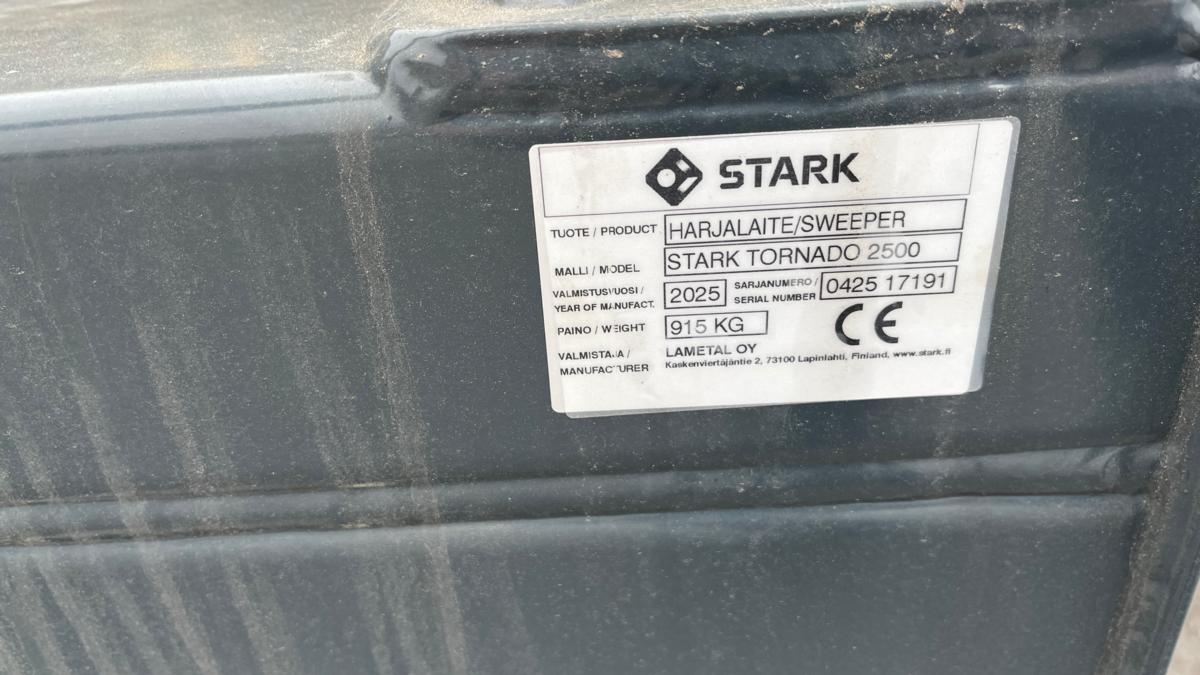 STARK
TUOTE / PRODUCT HARJALAITE/SWEEPER
MALLI / MODEL STARK TORNADO 2500
VALMISTUSVUOSI / YEAR OF MANUFACT. 2025 SARJANUMERO / SERIAL NUMBER 0425 17191
PAINO / WEIGHT 915 KG
CE
VALMISTAJA / MANUFACTURER LAMETAL OY
Kaskenviertäjäntie 2, 73100 Lapinlahti, Finland, www.stark.fi